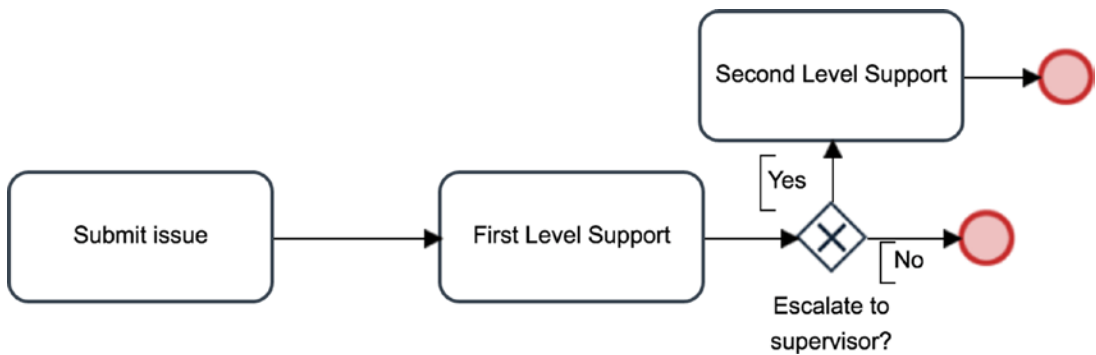 Second Level Support
Yes
Submit issue
First Level Support
No
Escalate to
supervisor?